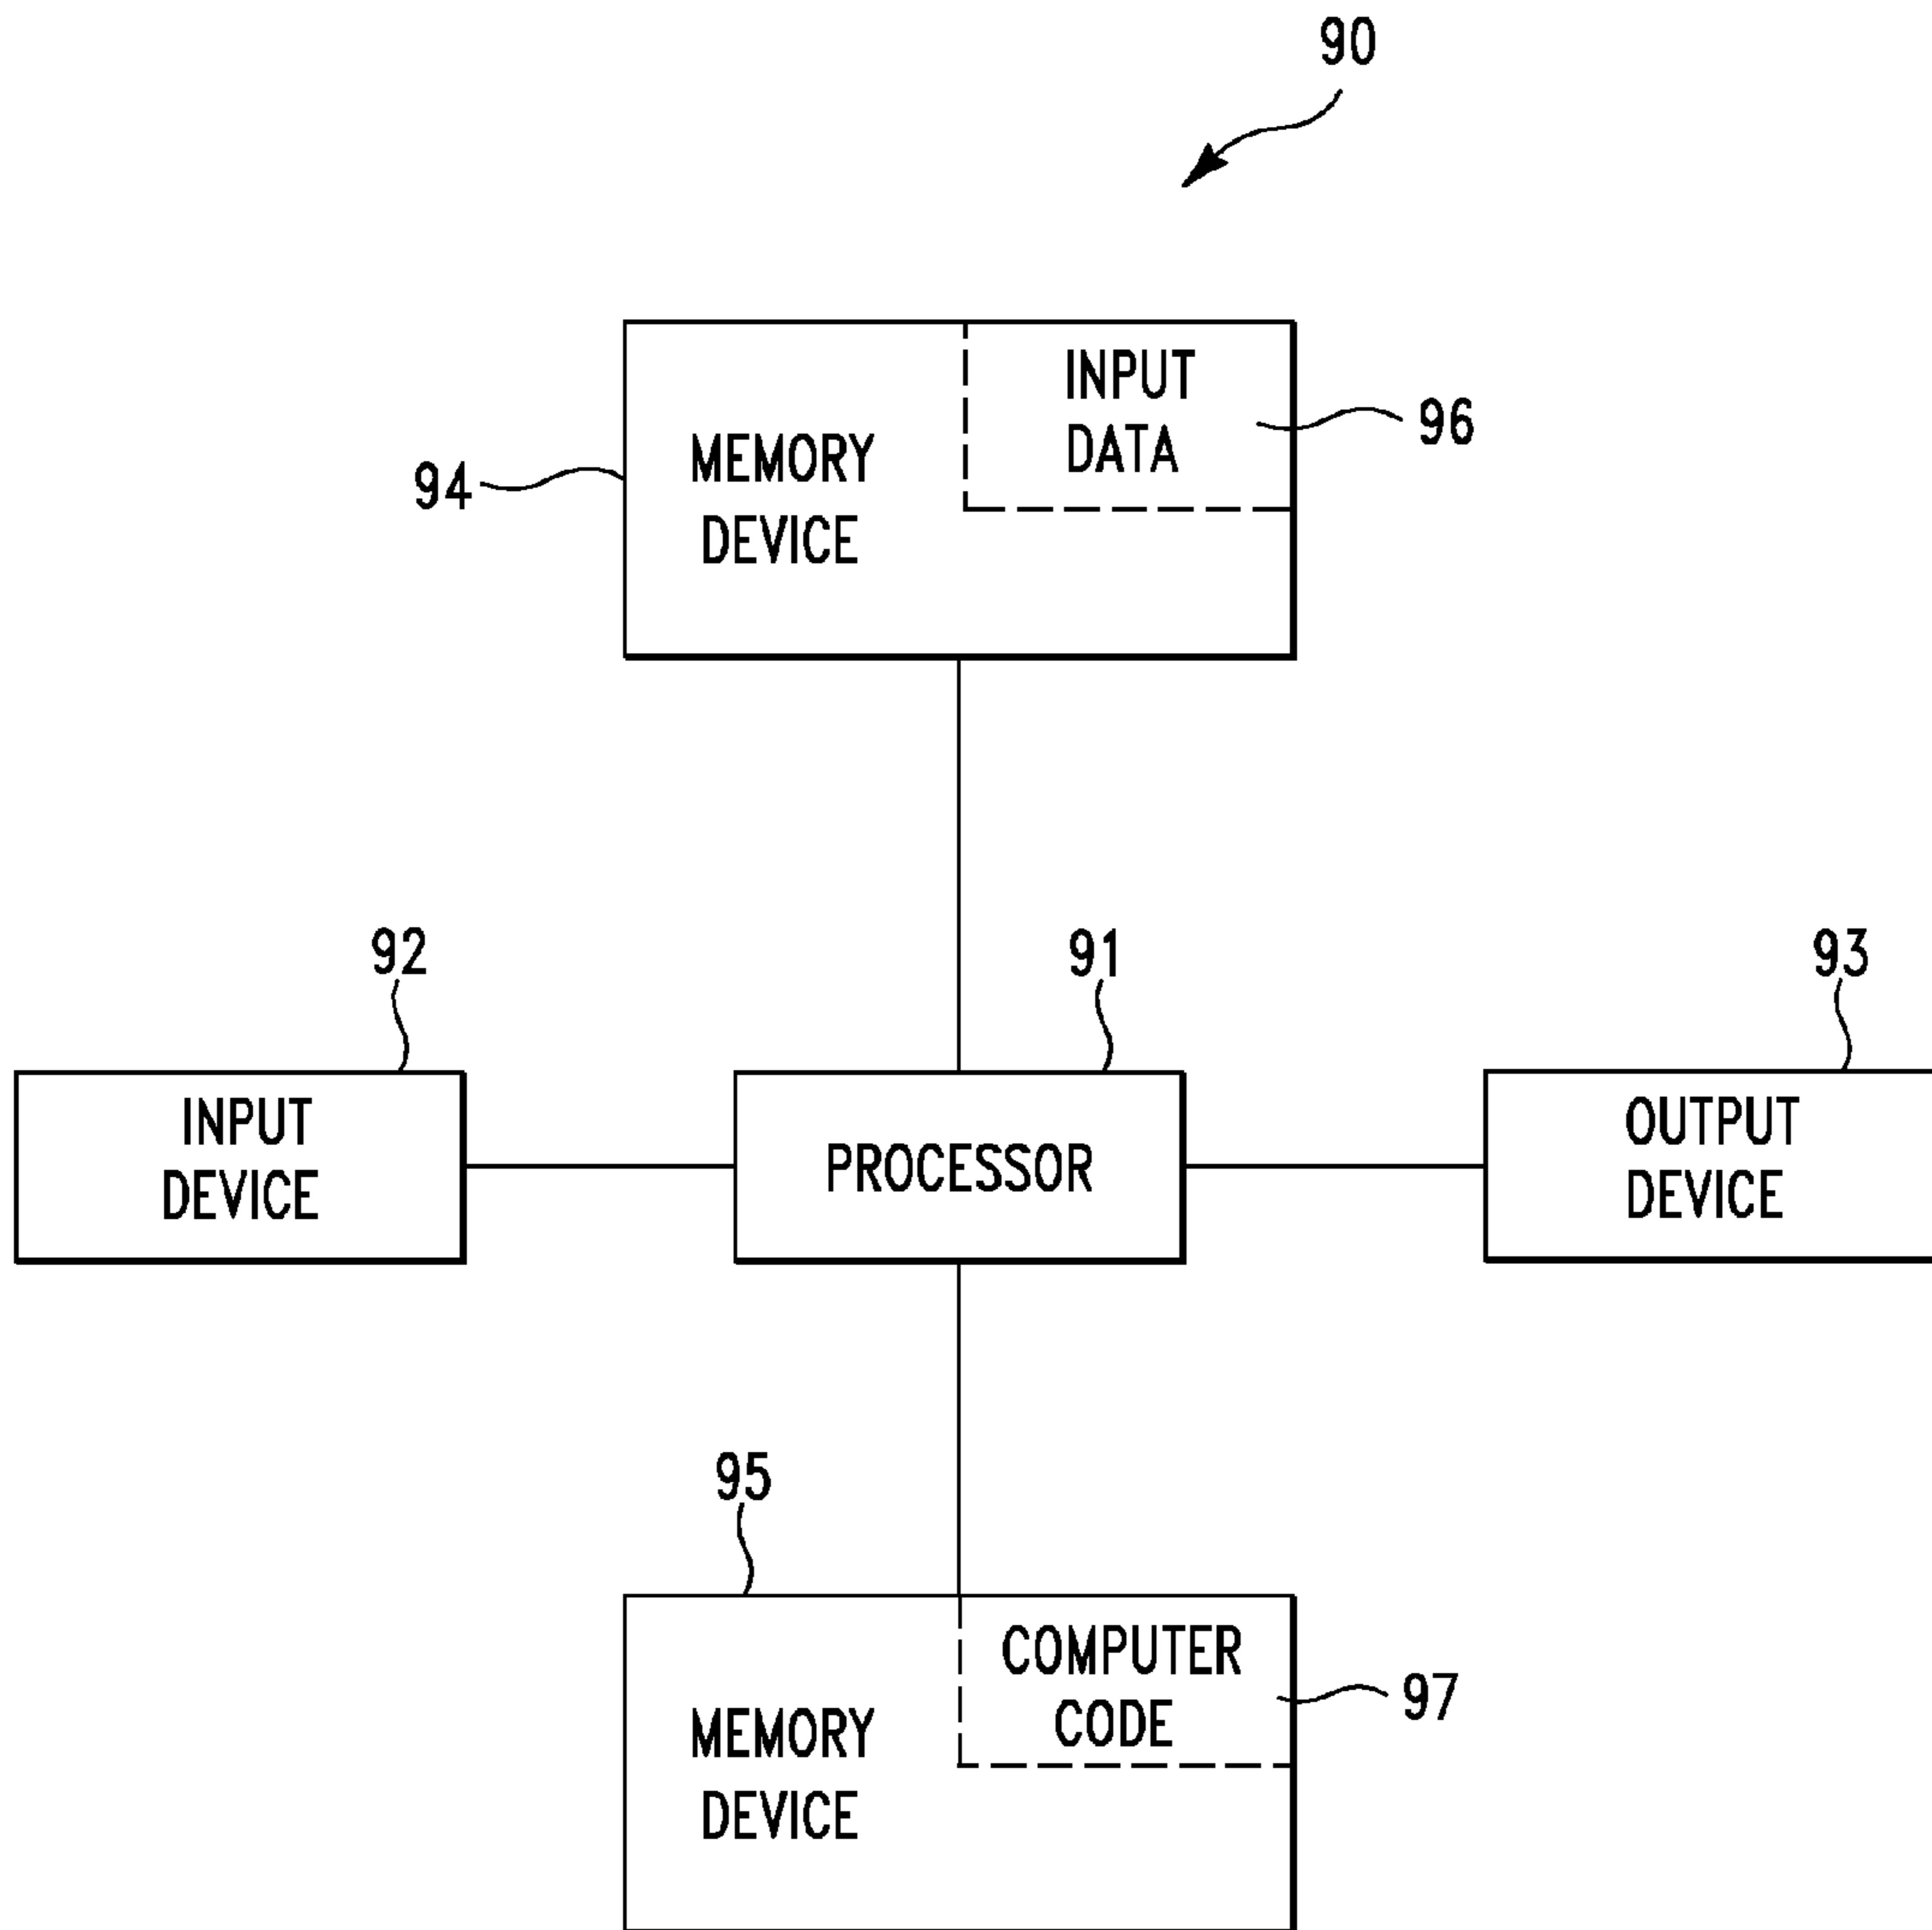 90
INPUT
DATA
96
MEMORY
DEVICE
94
92
91
93
INPUT
DEVICE
PROCESSOR
OUTPUT
DEVICE
95
COMPUTER
CODE
97
MEMORY
DEVICE